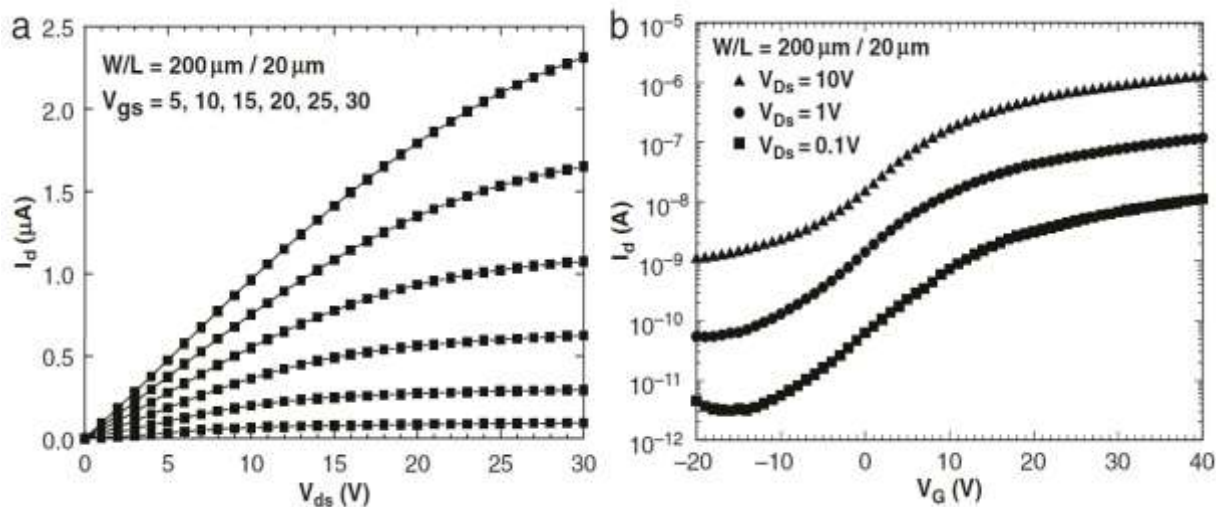 a
W/L = 200 μm / 20 μm
V_gs = 5, 10, 15, 20, 25, 30
2.5
2.0
1.5
1.0
0.5
0.0
I_d (μA)
0 5 10 15 20 25 30
V_ds (V)
b
W/L = 200 μm / 20 μm
▲ V_Ds = 10V
● V_Ds = 1V
■ V_Ds = 0.1V
10^−5
10^−6
10^−7
10^−8
10^−9
10^−10
10^−11
10^−12
I_d (A)
−20 −10 0 10 20 30 40
V_G (V)